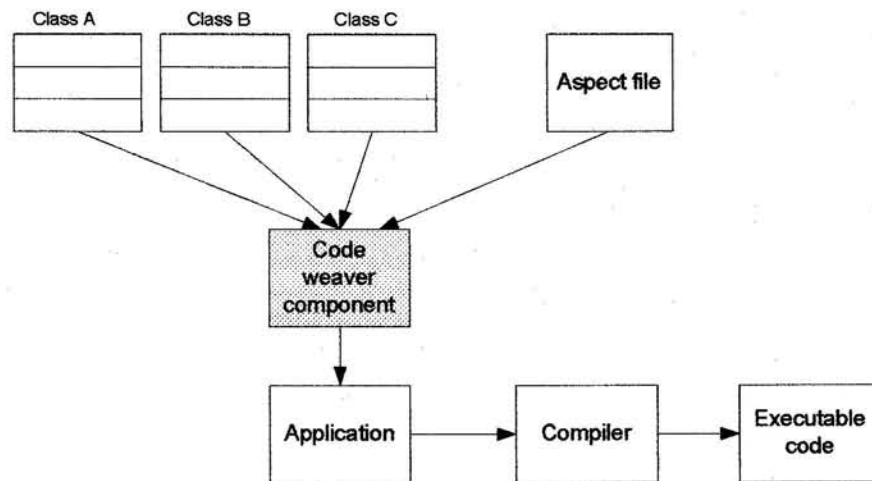 Class A
Class B
Class C
Aspect file
Code
weaver
component
Application
Compiler
Executable
code